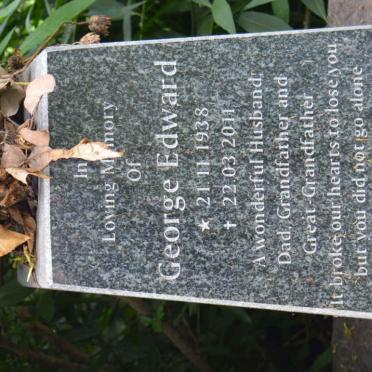 In
Loving Memory
Of
George Edward
★ 21 11 1938
✝ 22 03 2011
A wonderful Husband,
Dad, Grandfather and
Great-Grandfather
It broke our hearts to lose you,
but you did not go alone